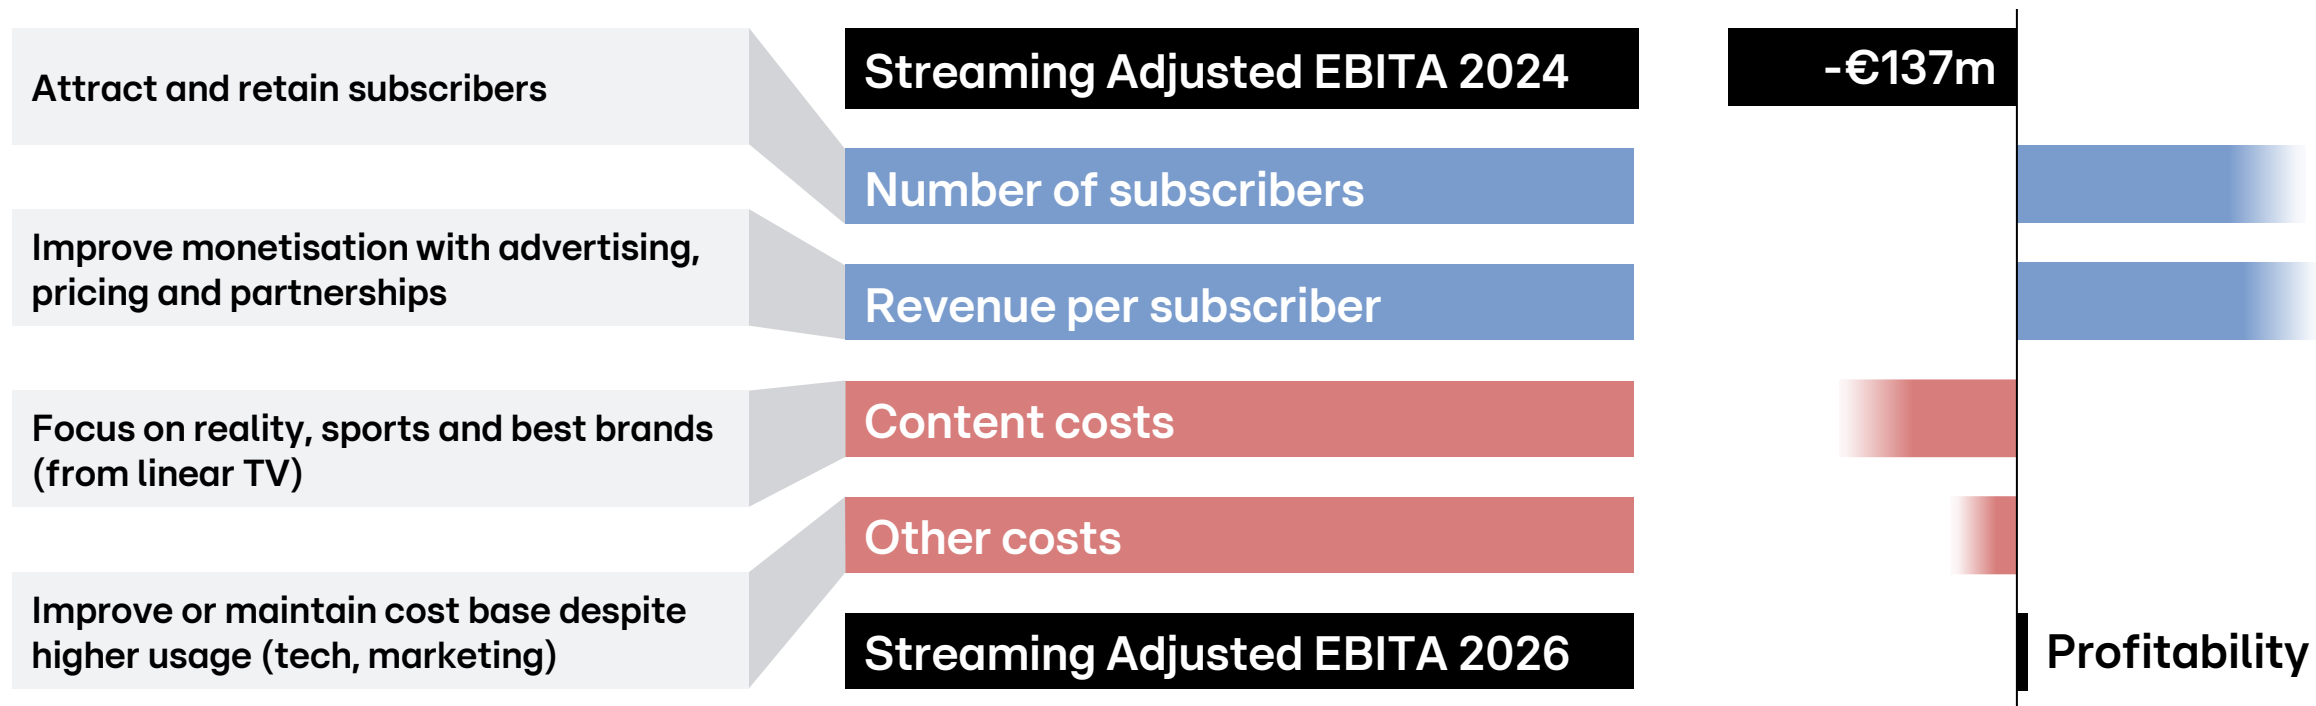 Attract and retain subscribers
Improve monetisation with advertising,
pricing and partnerships
Focus on reality, sports and best brands
(from linear TV)
Improve or maintain cost base despite
higher usage (tech, marketing)
Streaming Adjusted EBITA 2024
Number of subscribers
Revenue per subscriber
Content costs
Other costs
Streaming Adjusted EBITA 2026
-€137m
Profitability